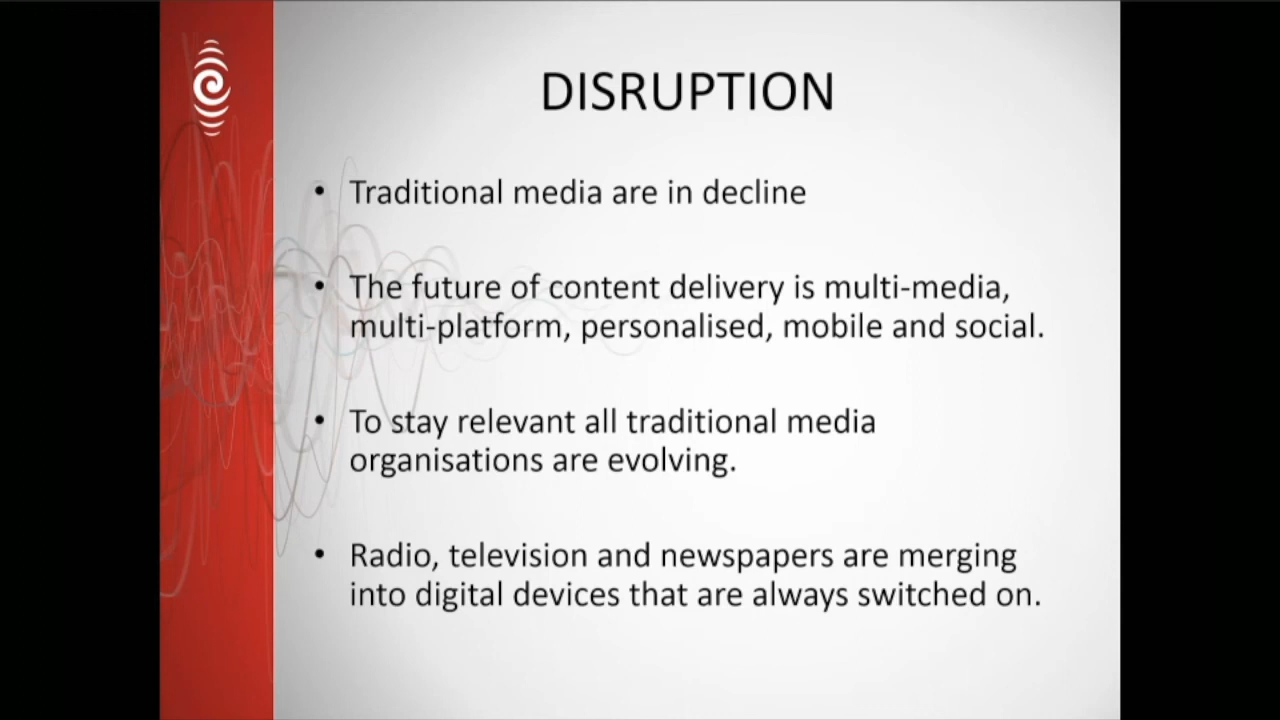 DISRUPTION
• Traditional media are in decline
• The future of content delivery is multi-media,
multi-platform, personalised, mobile and social.
• To stay relevant all traditional media
organisations are evolving.
• Radio, television and newspapers are merging
into digital devices that are always switched on.